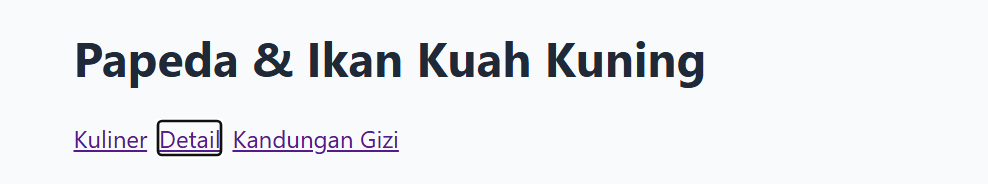 Papeda & Ikan Kuah Kuning
Kuliner Detail Kandungan Gizi